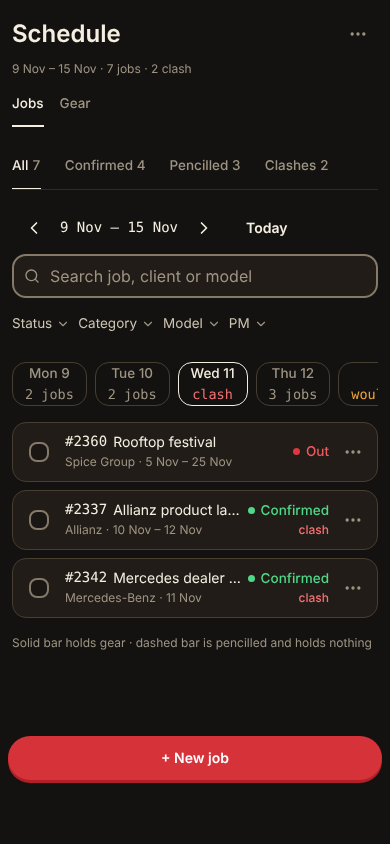 Schedule
9 Nov – 15 Nov · 7 jobs · 2 clash
Jobs Gear
All 7 Confirmed 4 Pencilled 3 Clashes 2
9 Nov – 15 Nov Today
Search job, client or model
Status Category Model PM
Mon 9 Tue 10 Wed 11 Thu 12
2 jobs 2 jobs clash 3 jobs
#2360 Rooftop festival Out
Spice Group · 5 Nov – 25 Nov
#2337 Allianz product la... Confirmed
Allianz · 10 Nov – 12 Nov clash
#2342 Mercedes dealer ... Confirmed
Mercedes-Benz · 11 Nov clash
Solid bar holds gear · dashed bar is pencilled and holds nothing
+ New job